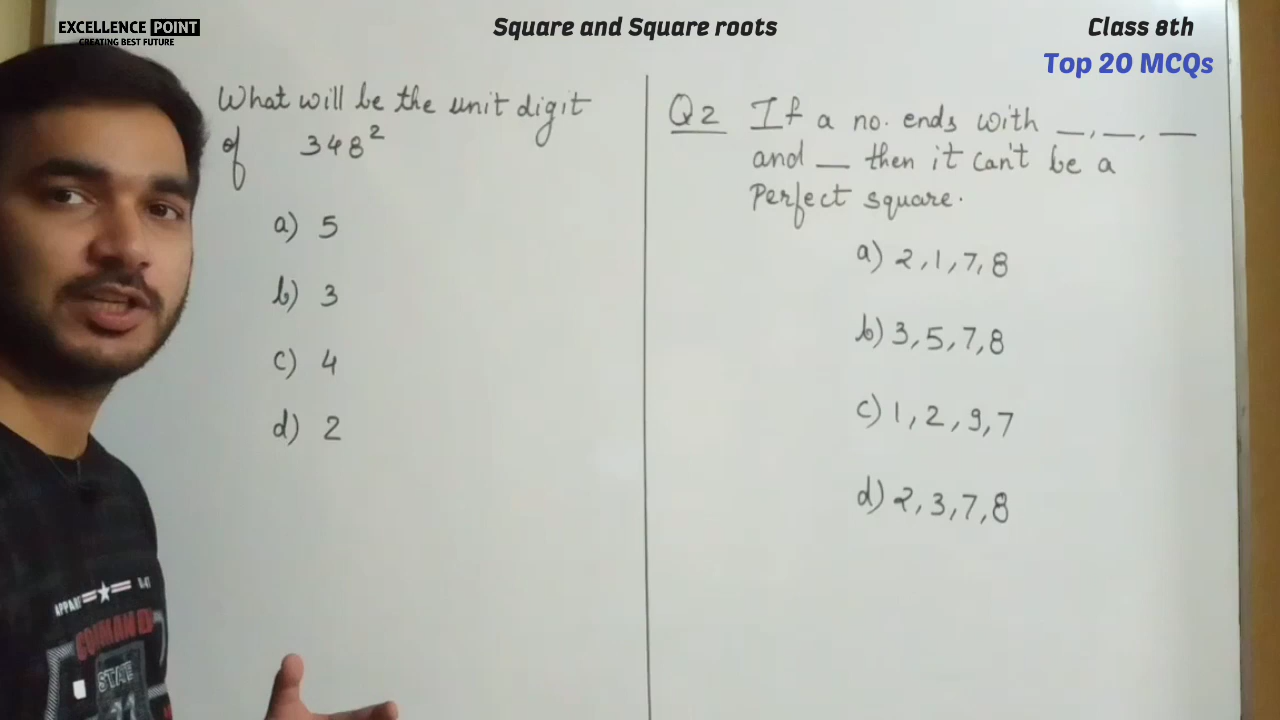 EXCELLENCE POINT
CREATING BEST FUTURE
Square and Square roots
Class 8th
Top 20 MCQs
What will be the unit digit
of 348²
a) 5
b) 3
c) 4
d) 2
Q2 If a no. ends with __, __, __
and __ then it can't be a
Perfect square.
a) 2,1,7,8
b) 3,5,7,8
c) 1,2,9,7
d) 2,3,7,8
STATE